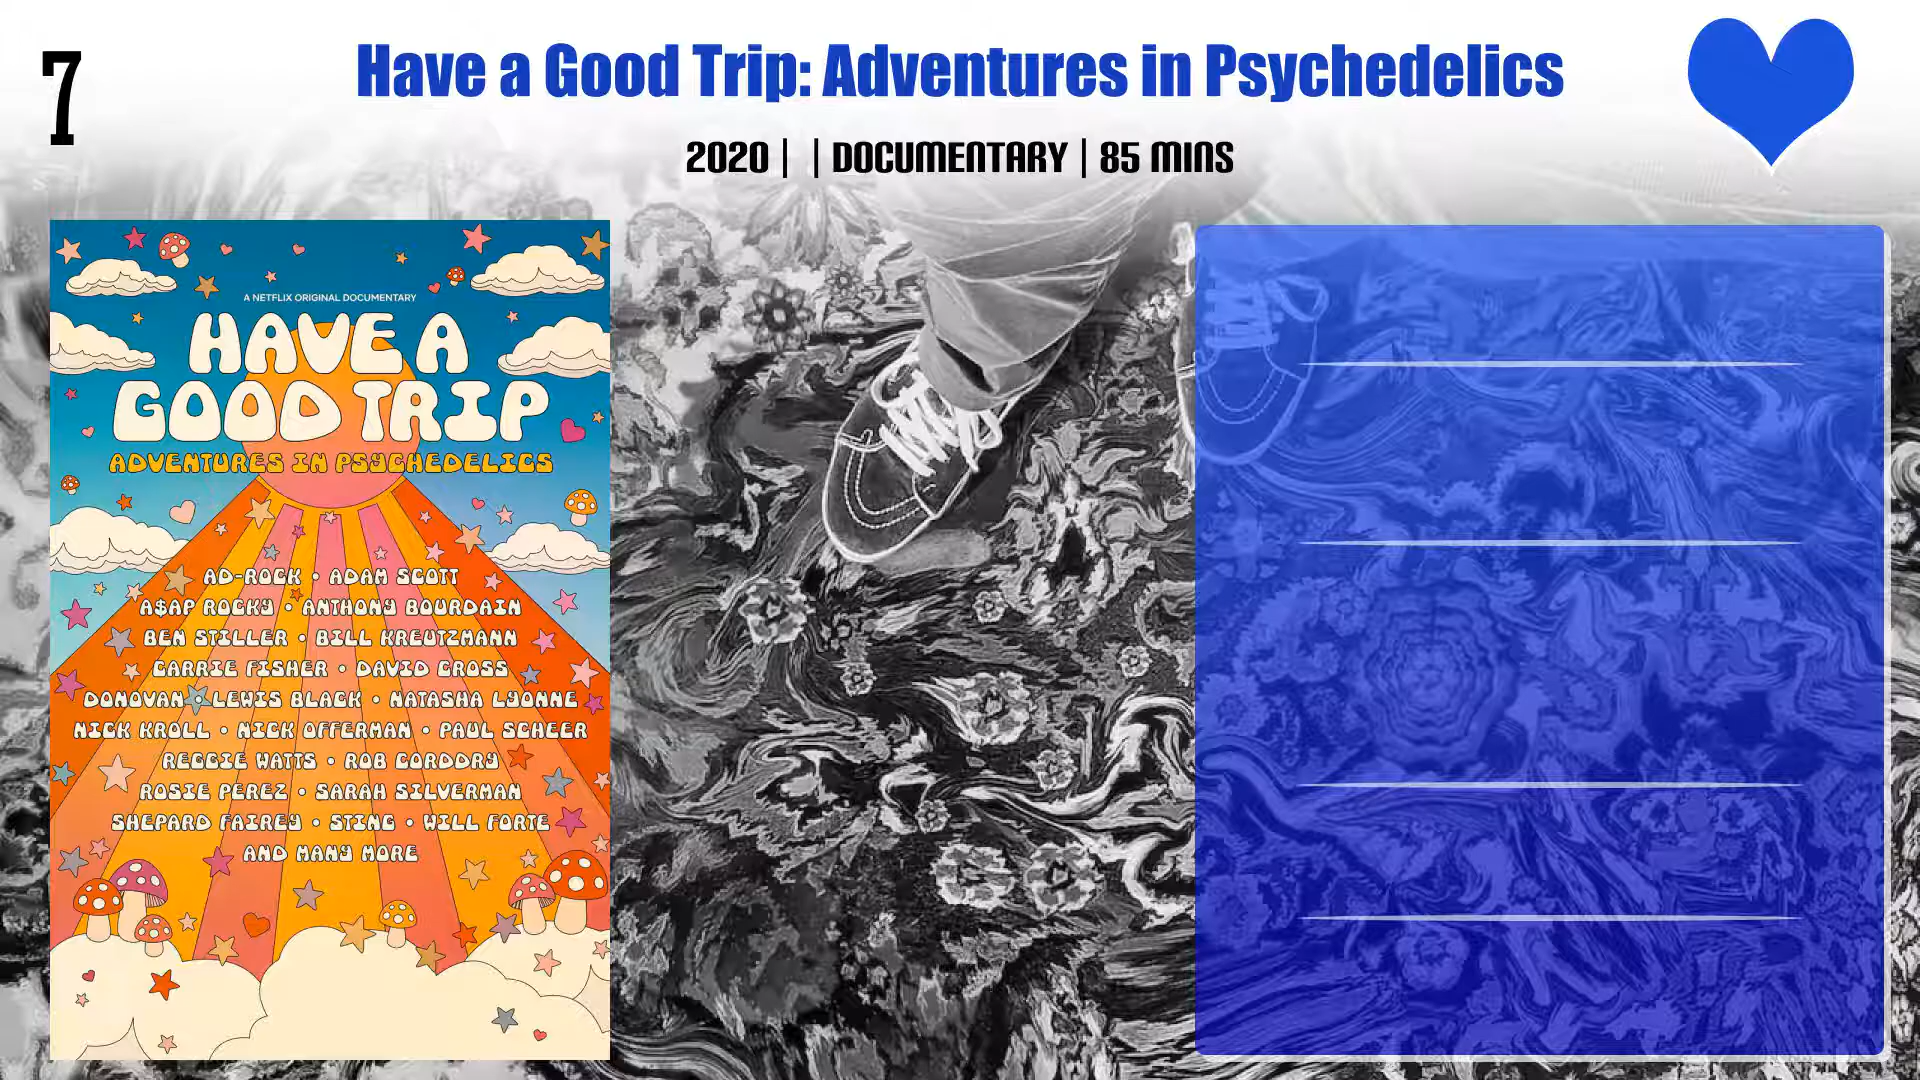 7
Have a Good Trip: Adventures in Psychedelics
2020 | | DOCUMENTARY | 85 MINS
A NETFLIX ORIGINAL DOCUMENTARY
HAVE A
GOOD TRIP
ADVENTURES IN PSYCHEDELICS
AD-ROCK • ADAM SCOTT
A$AP ROCKY • ANTHONY BOURDAIN
BEN STILLER • BILL KREUTZMANN
CARRIE FISHER • DAVID CROSS
DONOVAN • LEWIS BLACK • NATASHA LYONNE
NICK KROLL • NICK OFFERMAN • PAUL SCHEER
REGGIE WATTS • ROB CORDDRY
ROSIE PEREZ • SARAH SILVERMAN
SHEPARD FAIREY • STING • WILL FORTE
AND MANY MORE